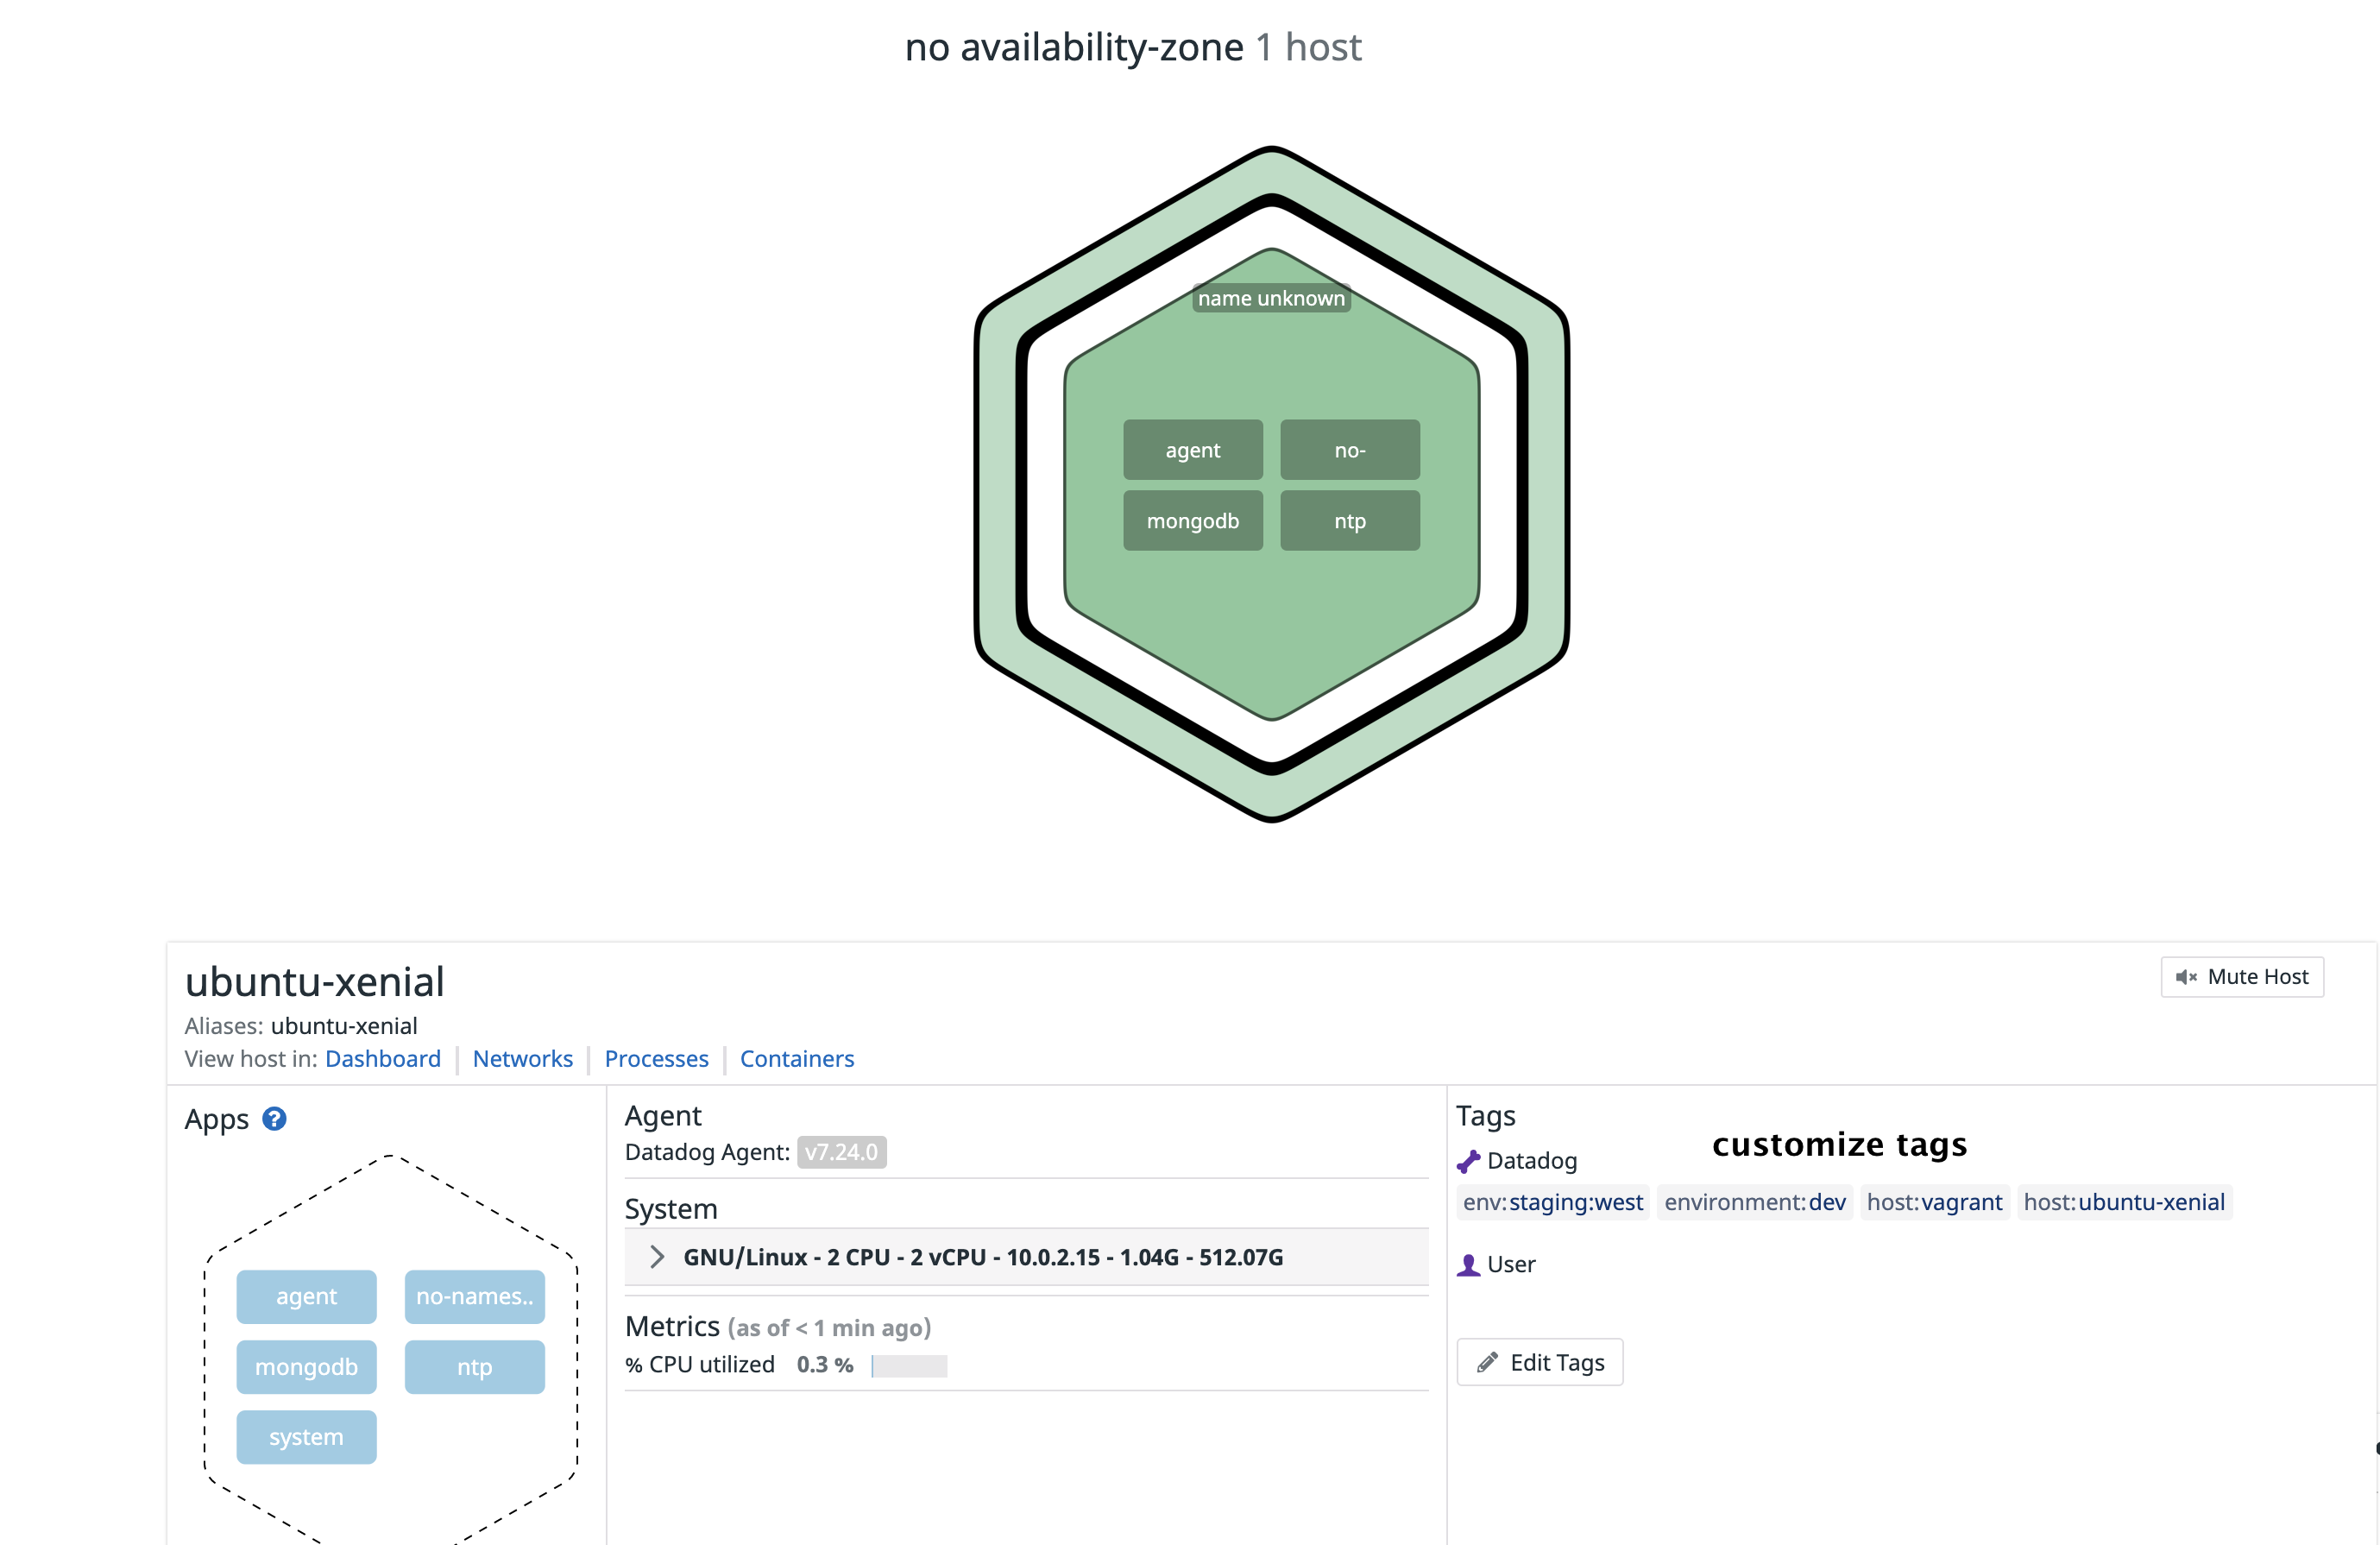 no availability-zone 1 host
name unknown
agent no-
mongodb ntp
ubuntu-xenial
Mute Host
Aliases: ubuntu-xenial
View host in: Dashboard Networks Processes Containers
Apps ?
agent no-names..
mongodb ntp
system
Agent
Datadog Agent: v7.24.0
System
GNU/Linux - 2 CPU - 2 vCPU - 10.0.2.15 - 1.04G - 512.07G
Metrics (as of < 1 min ago)
% CPU utilized 0.3 %
Tags
customize tags
Datadog
env:staging:west environment:dev host:vagrant host:ubuntu-xenial
User
Edit Tags